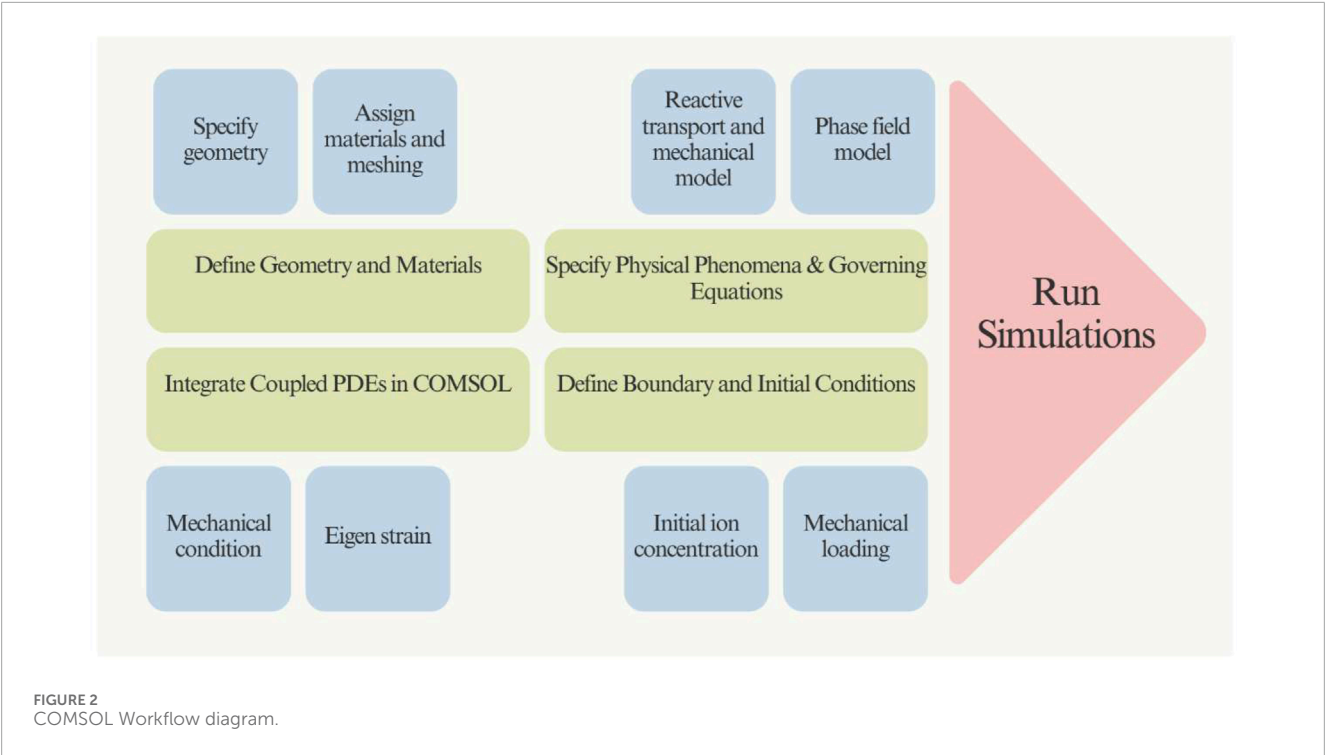 Specify
geometry
Assign
materials and
meshing
Reactive
transport and
mechanical
model
Phase field
model
Define Geometry and Materials
Specify Physical Phenomena & Governing
Equations
Run
Simulations
Integrate Coupled PDEs in COMSOL
Define Boundary and Initial Conditions
Mechanical
condition
Eigen strain
Initial ion
concentration
Mechanical
loading
FIGURE 2
COMSOL Workflow diagram.